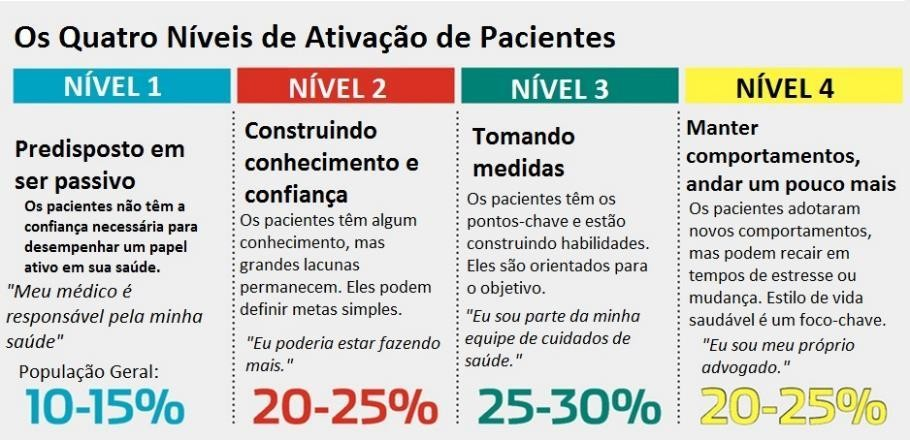 Os Quatro Níveis de Ativação de Pacientes
NÍVEL 1
Predisposto em
ser passivo
Os pacientes não têm a
confiança necessária para
desempenhar um papel
ativo em sua saúde.
"Meu médico é
responsável pela minha
saúde"
População Geral:
10-15%
NÍVEL 2
Construindo
conhecimento e
confiança
Os pacientes têm algum
conhecimento, mas
grandes lacunas
permanecem. Eles podem
definir metas simples.
"Eu poderia estar fazendo
mais."
20-25%
NÍVEL 3
Tomando
medidas
Os pacientes têm os
pontos-chave e estão
construindo habilidades.
Eles são orientados para
o objetivo.
"Eu sou parte da minha
equipe de cuidados de
saúde."
25-30%
NÍVEL 4
Manter
comportamentos,
andar um pouco mais
Os pacientes adotaram
novos comportamentos,
mas podem recair em
tempos de estresse ou
mudança. Estilo de vida
saudável é um foco-chave.
"Eu sou meu próprio
advogado."
20-25%